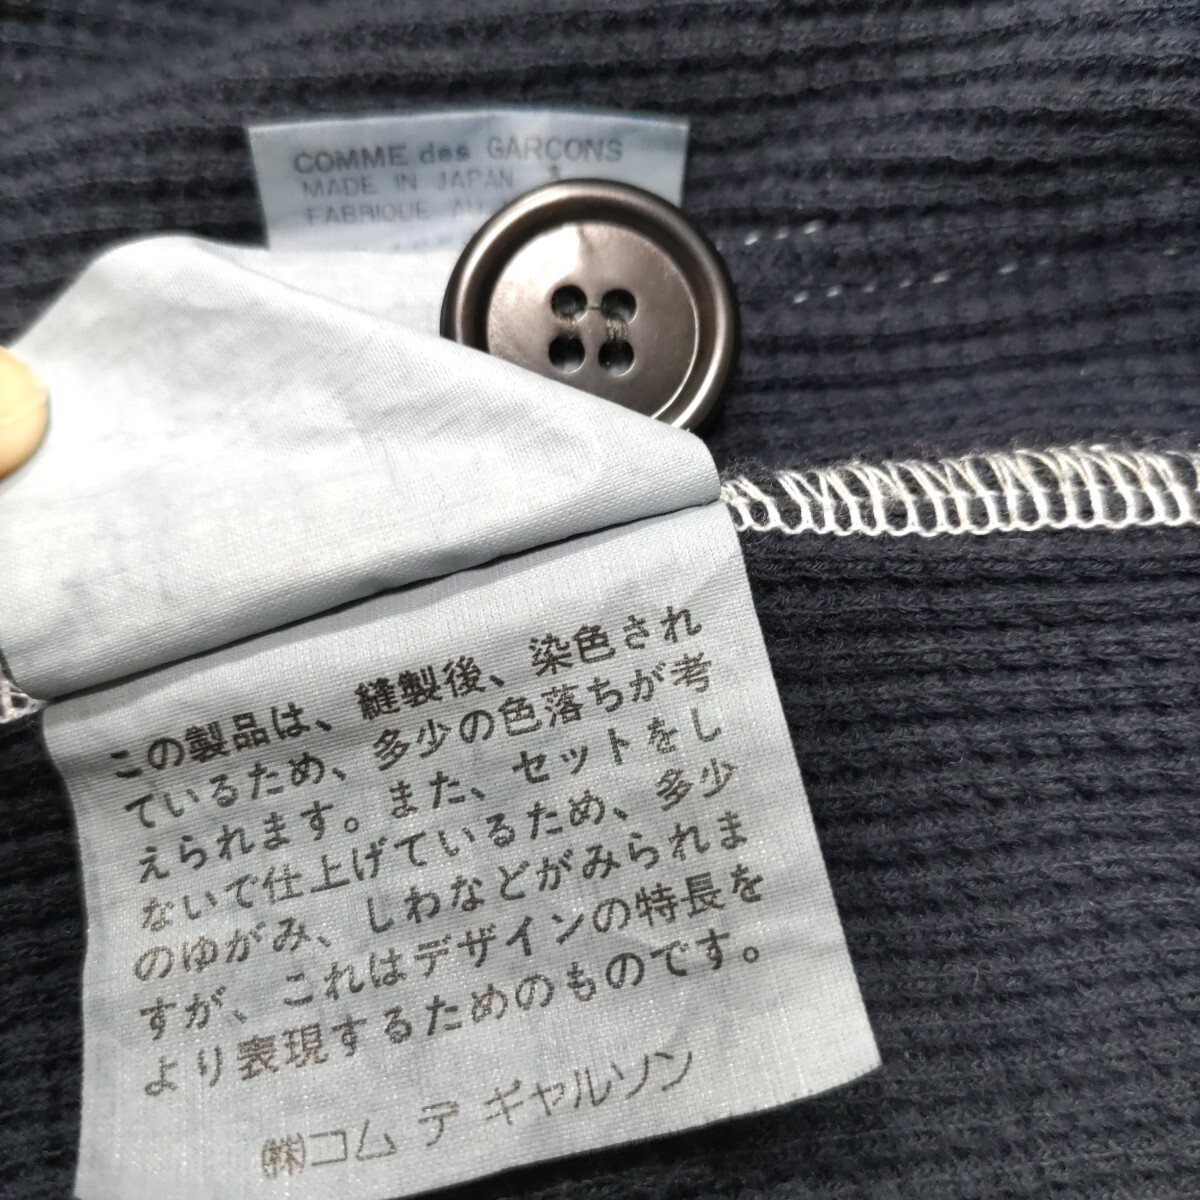 COMME des GARCONS
MADE IN JAPAN
FABRIQUE AU
この製品は、縫製後、染色され
ているため、多少の色落ちが考
えられます。また、セットをし
ないで仕上げているため、多少
のゆがみ、しわなどがみられま
すが、これはデザインの特長を
より表現するためのものです。
㈱コム デ ギャルソン